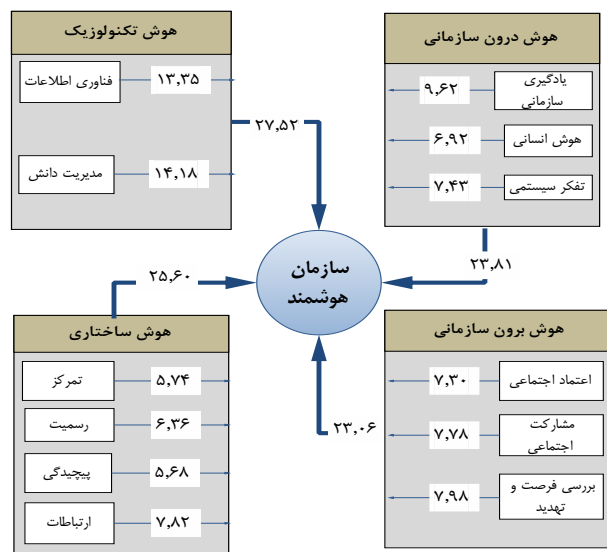 هوش درون سازمانی
یادگیری
سازمانی
۹,۶۲
هوش انسانی
۶,۹۲
تفکر سیستمی
۷,۴۳
۲۳,۸۱
هوش تکنولوزیک
فناوری اطلاعات
۱۳,۳۵
مدیریت دانش
۱۴,۱۸
۲۷,۵۲
سازمان
هوشمند
هوش برون سازمانی
اعتماد اجتماعی
۷,۳۰
مشارکت
اجتماعی
۷,۷۸
بررسی فرصت و
تهدید
۷,۹۸
۲۳,۰۶
هوش ساختاری
تمرکز
۵,۷۴
رسمیت
۶,۳۶
پیچیدگی
۵,۶۸
ارتباطات
۷,۸۲
۲۵,۶۰